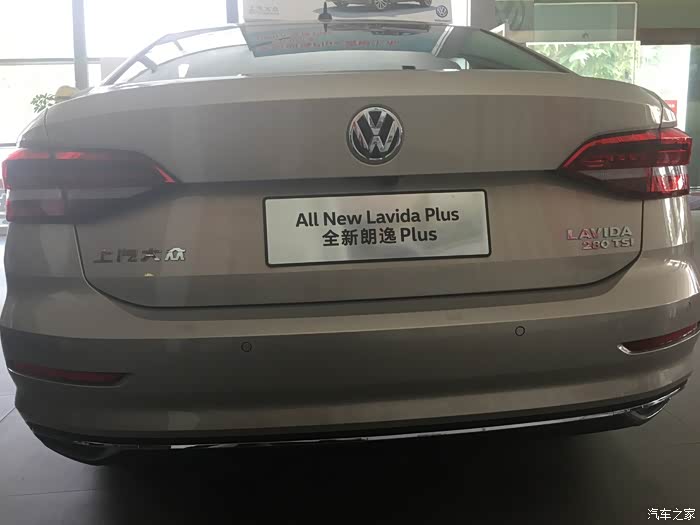 All New Lavida Plus
全新朗逸 Plus
上汽大众
LAVIDA
280 TSI
汽车之家